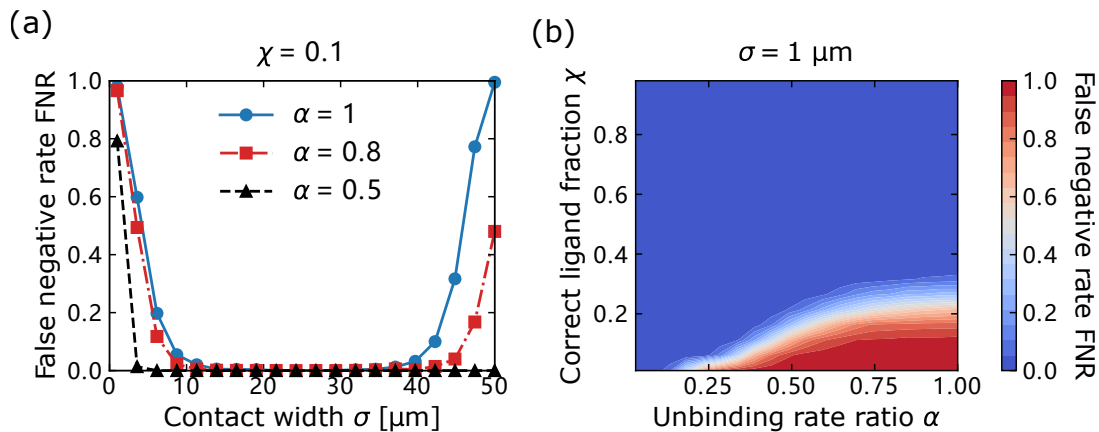 (a)
χ = 0.1
False negative rate FNR
1.0
0.8
0.6
0.4
0.2
0.0
α = 1
α = 0.8
α = 0.5
0
10
20
30
40
50
Contact width σ [μm]
(b)
σ = 1 μm
Correct ligand fraction χ
0.8
0.6
0.4
0.2
0.25
0.50
0.75
1.00
Unbinding rate ratio α
1.0
0.8
0.6
0.4
0.2
0.0
False negative rate FNR